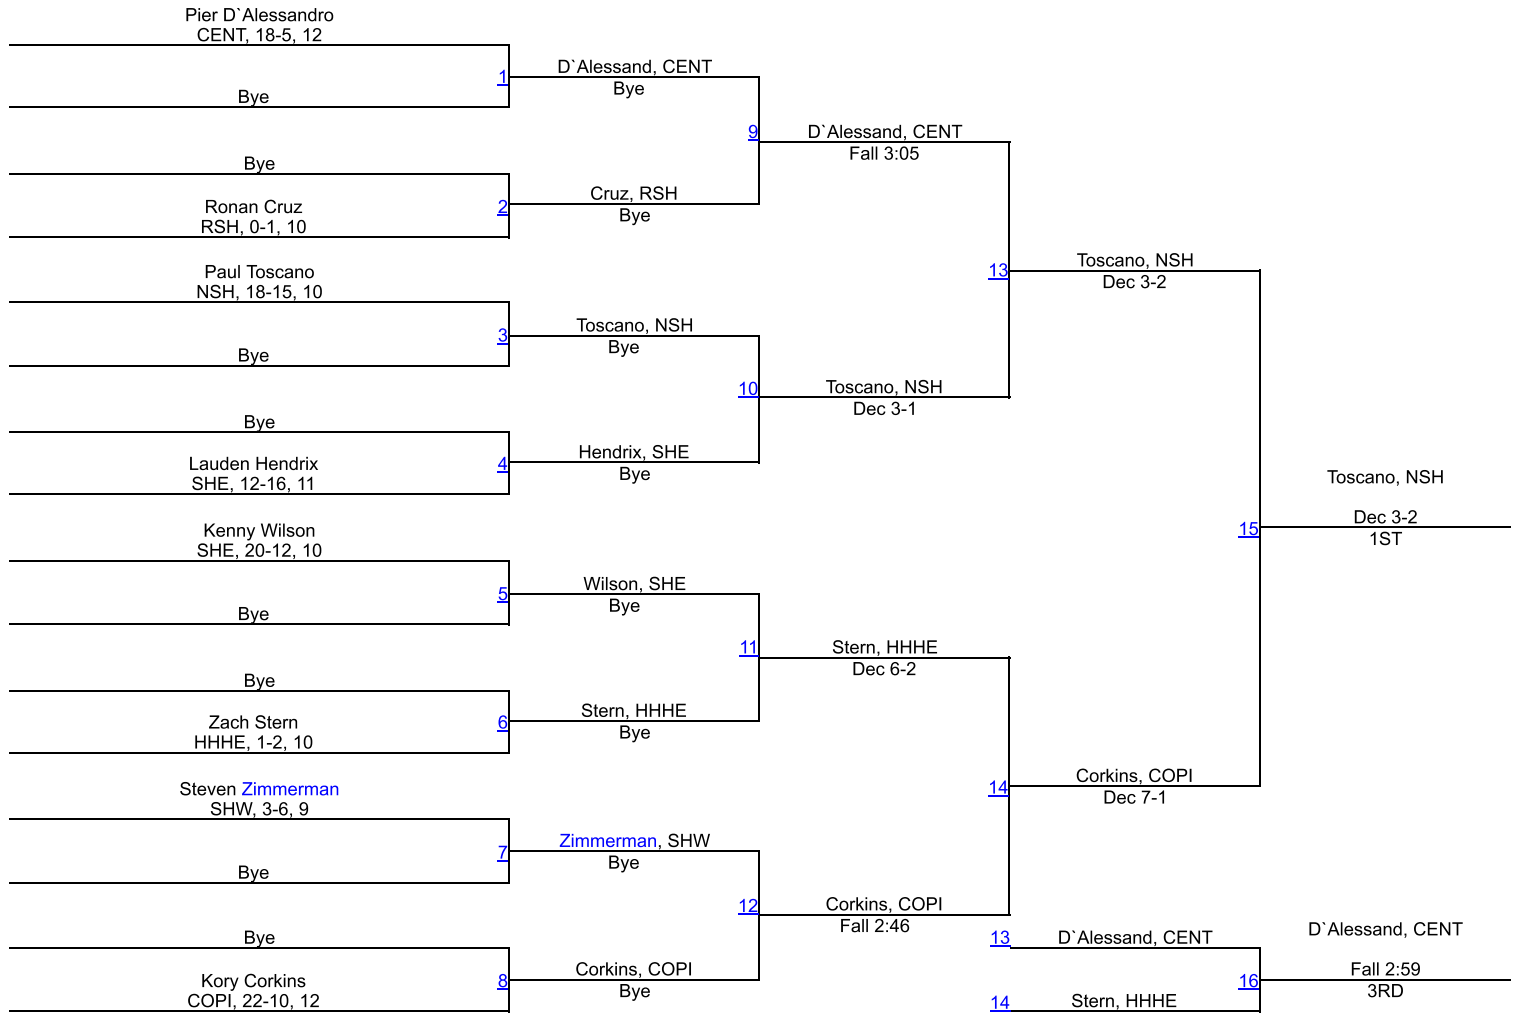 Pier D`Alessandro
CENT, 18-5, 12
1
Bye
D`Alessand, CENT
Bye
9
Bye
Ronan Cruz
RSH, 0-1, 10
2
Cruz, RSH
Bye
D`Alessand, CENT
Fall 3:05
13
Paul Toscano
NSH, 18-15, 10
3
Bye
Toscano, NSH
Bye
10
Bye
Lauden Hendrix
SHE, 12-16, 11
4
Hendrix, SHE
Bye
Toscano, NSH
Dec 3-1
Toscano, NSH
Dec 3-2
15
Kenny Wilson
SHE, 20-12, 10
5
Bye
Wilson, SHE
Bye
11
Bye
Zach Stern
HHHE, 1-2, 10
6
Stern, HHHE
Bye
Stern, HHHE
Dec 6-2
14
Steven Zimmerman
SHW, 3-6, 9
7
Bye
Zimmerman, SHW
Bye
12
Bye
Kory Corkins
COPI, 22-10, 12
8
Corkins, COPI
Bye
Corkins, COPI
Fall 2:46
Corkins, COPI
Dec 7-1
Toscano, NSH
Dec 3-2
1ST
13
D`Alessand, CENT
16
14
Stern, HHHE
D`Alessand, CENT
Fall 2:59
3RD